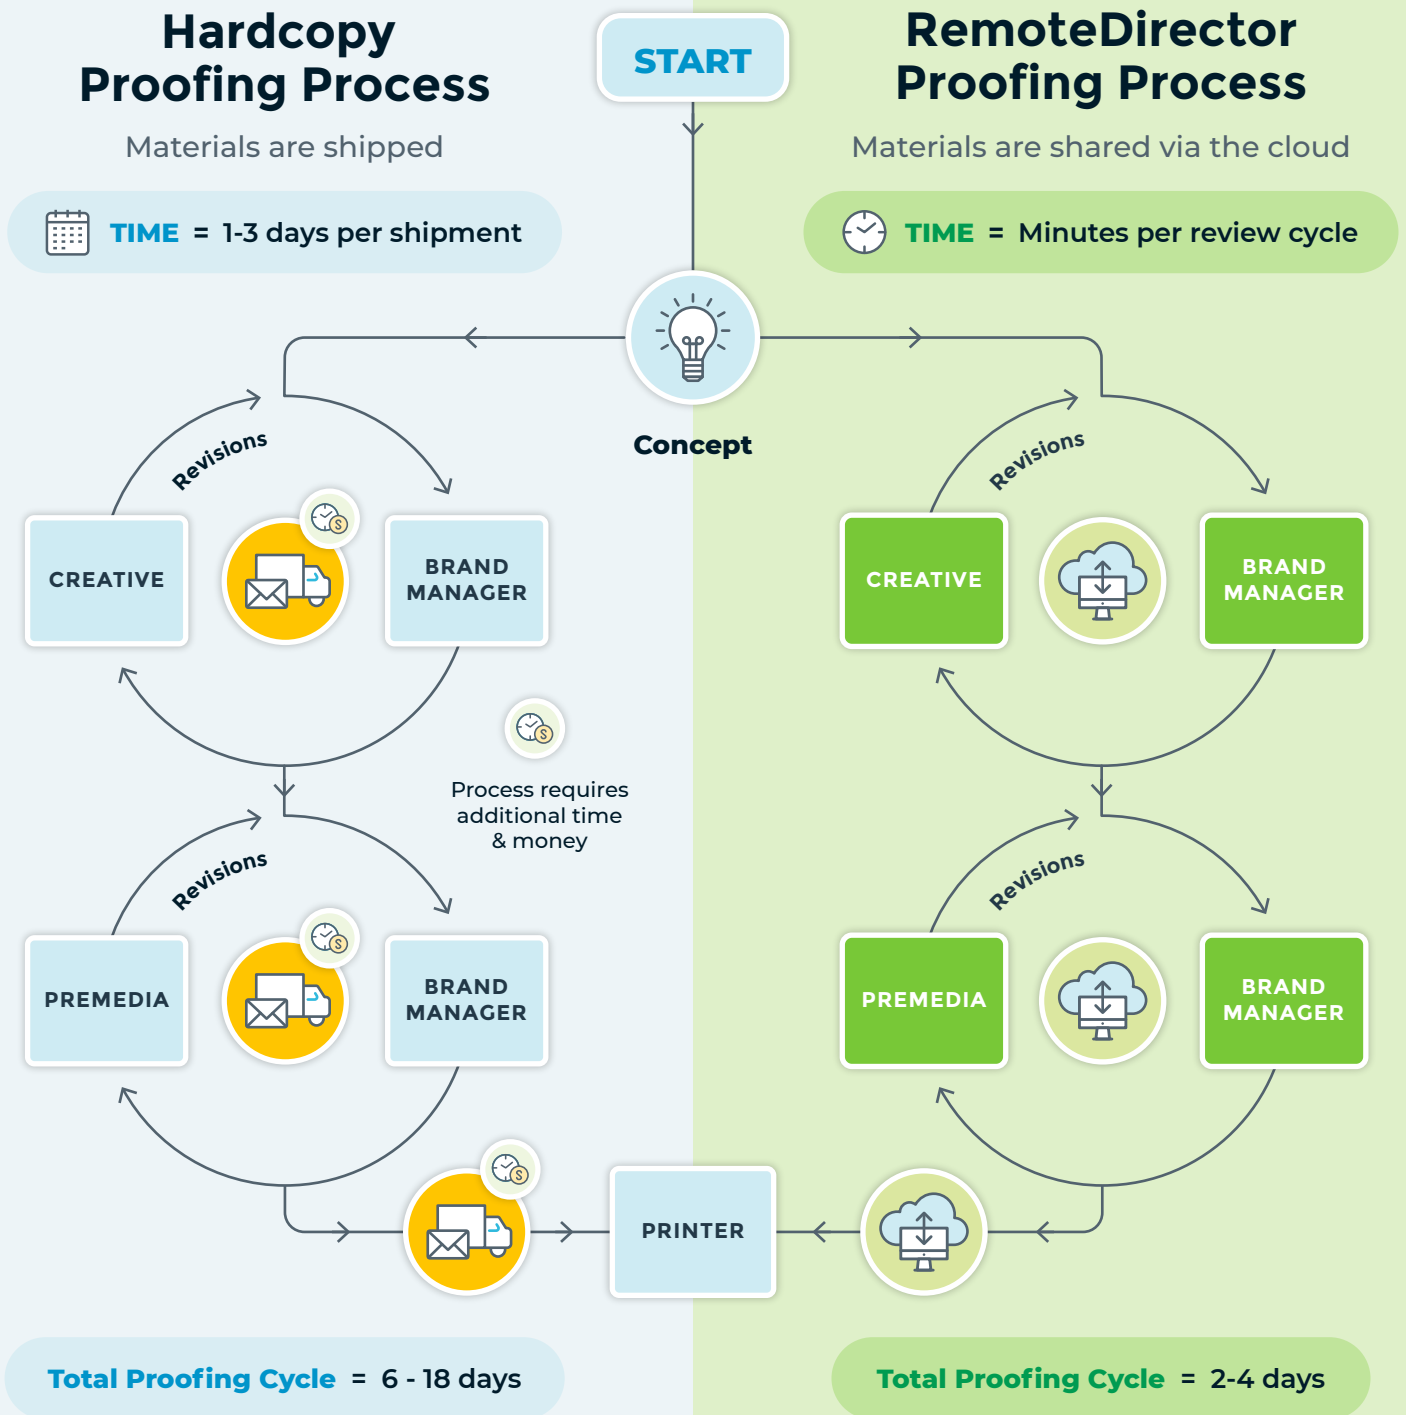 Hardcopy
Proofing Process
Materials are shipped
TIME = 1-3 days per shipment
START
RemoteDirector
Proofing Process
Materials are shared via the cloud
TIME = Minutes per review cycle
Concept
Revisions
CREATIVE
BRAND
MANAGER
$
$
Process requires
additional time
& money
Revisions
PREMEDIA
BRAND
MANAGER
$
$
Revisions
CREATIVE
BRAND
MANAGER
Revisions
PREMEDIA
BRAND
MANAGER
PRINTER
Total Proofing Cycle = 6 - 18 days
Total Proofing Cycle = 2-4 days